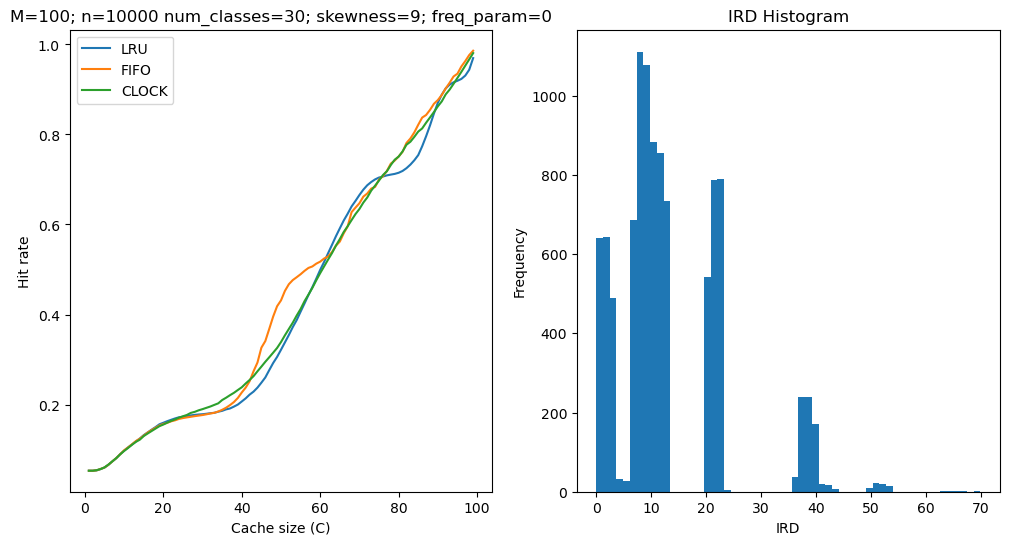 M=100; n=10000 num_classes=30; skewness=9; freq_param=0
LRU
FIFO
CLOCK
1.0
0.8
0.6
0.4
0.2
Hit rate
0
20
40
60
80
100
Cache size (C)
IRD Histogram
1000
800
600
400
200
0
Frequency
0
10
20
30
40
50
60
70
IRD